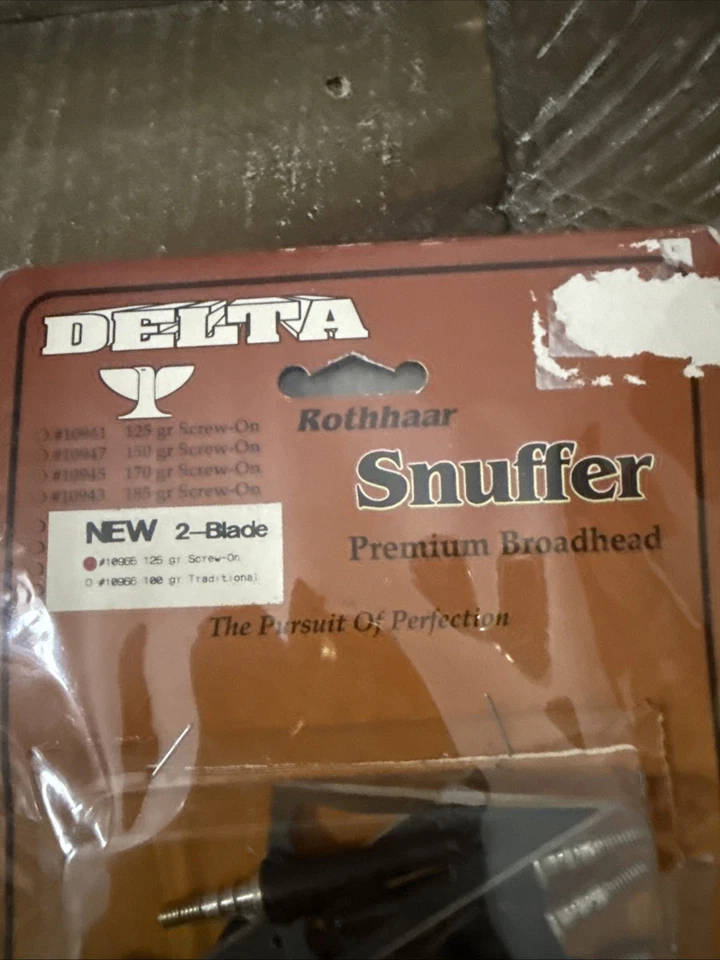 DELTA
Rothhaar
Snuffer
Premium Broadhead
#10941 125 gr Screw-On
#10947 150 gr Screw-On
#10945 170 gr Screw-On
#10943 185 gr Screw-On
NEW 2-Blade
#10965 125 gr Screw-On
#10966 100 gr Traditional
The Pursuit Of Perfection